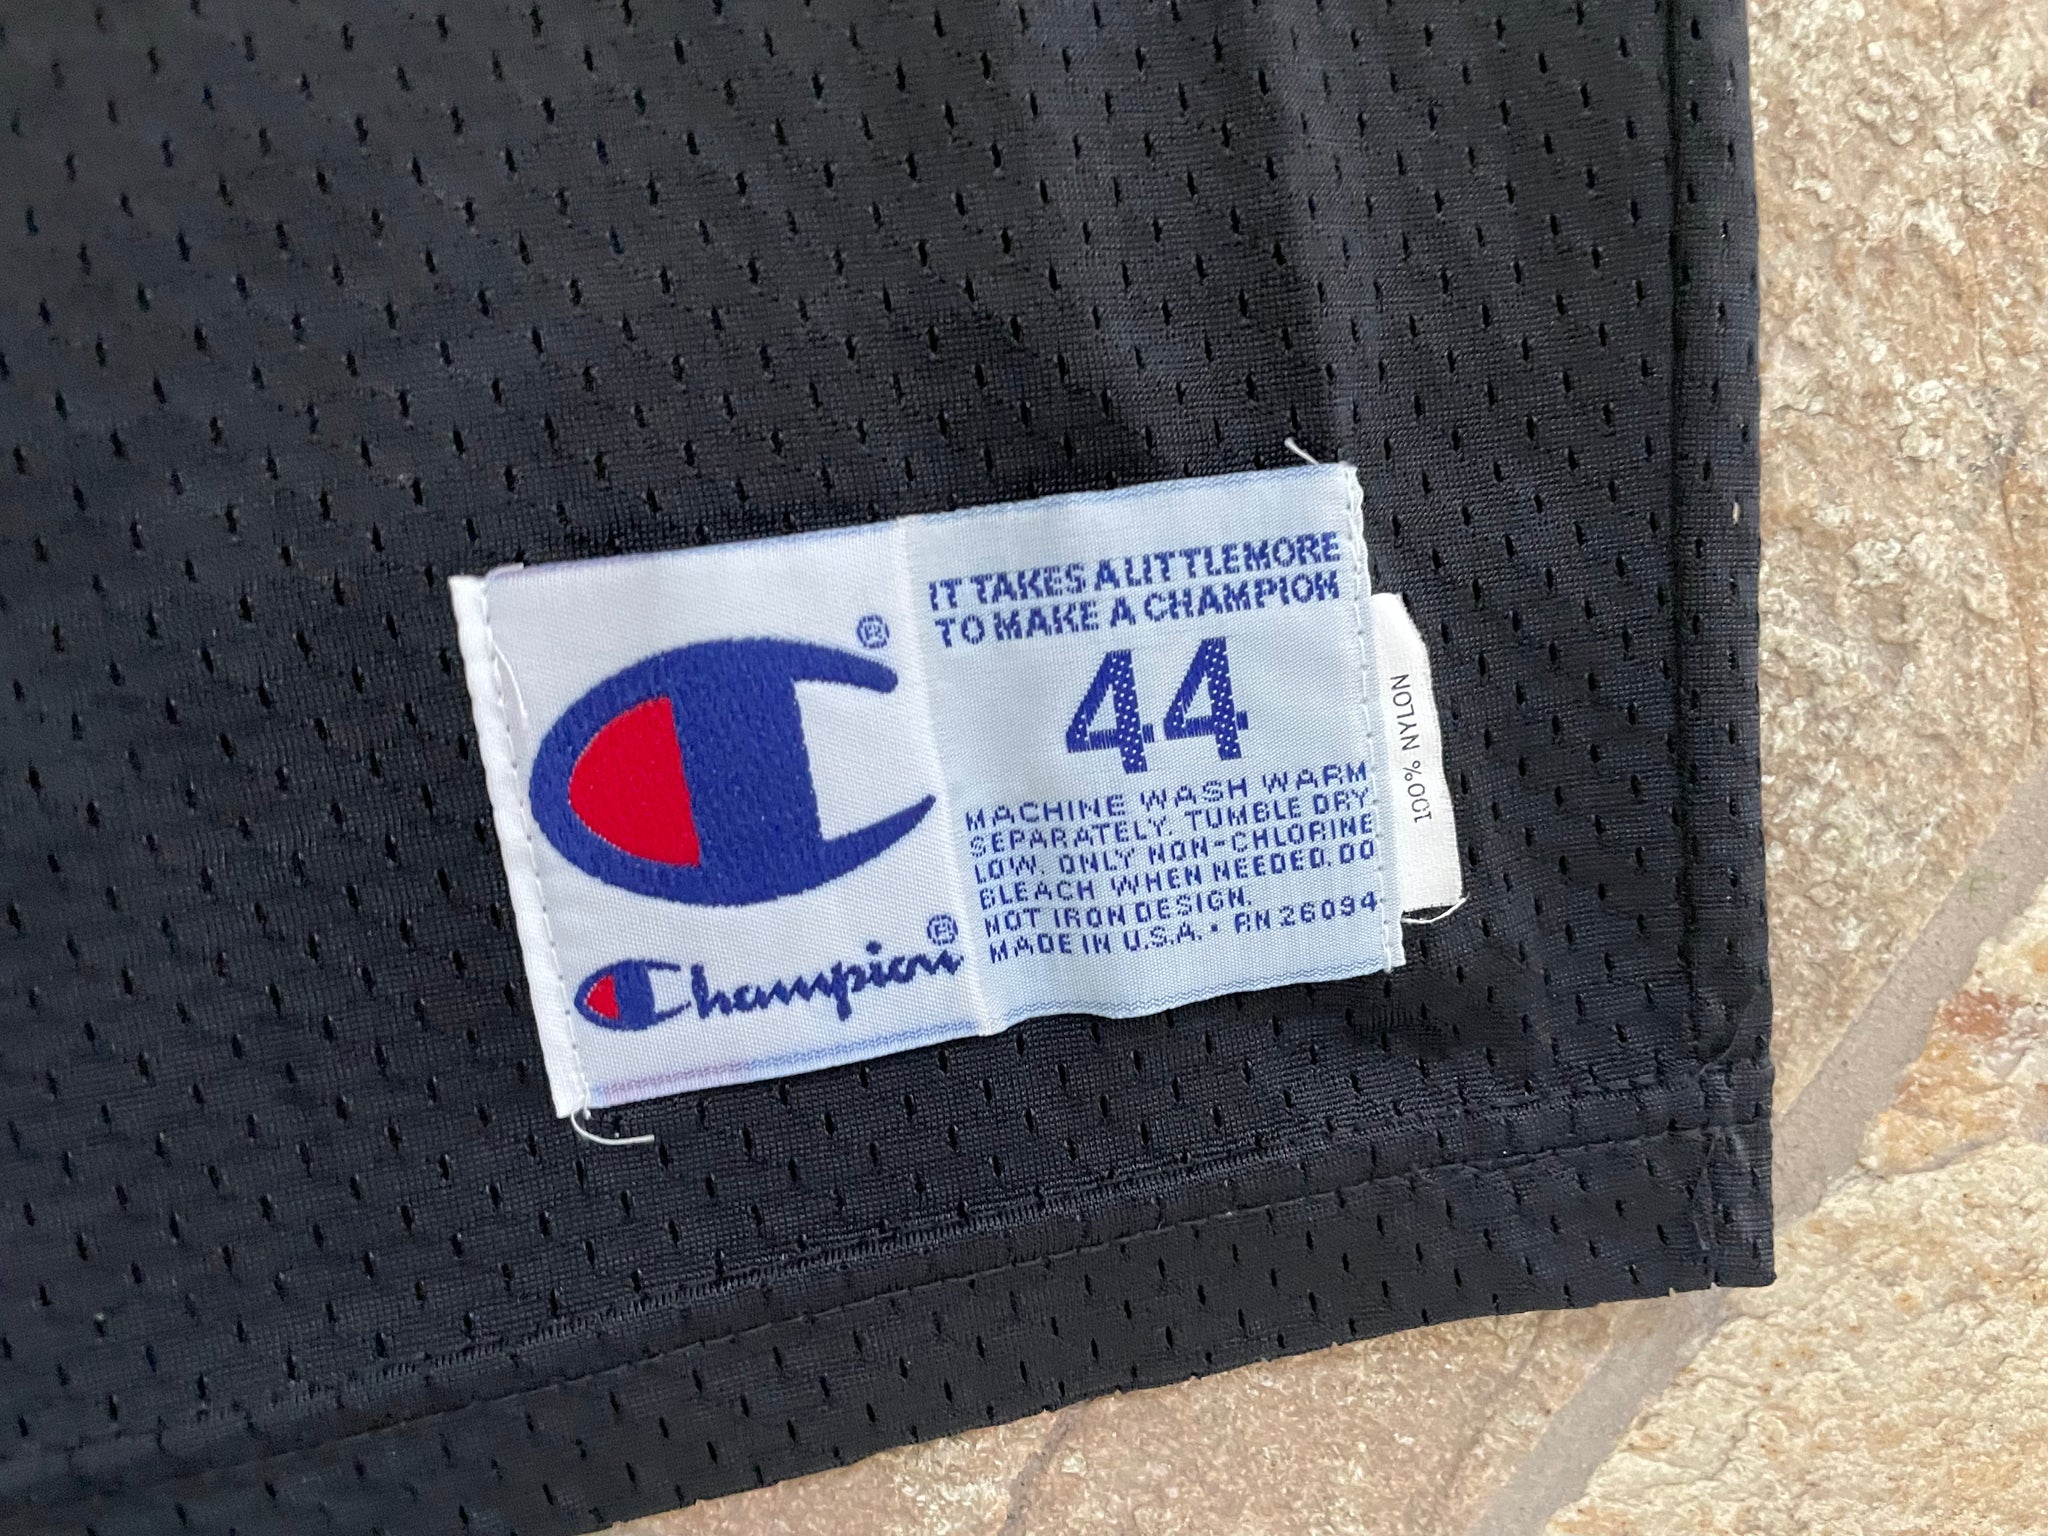 IT TAKES A LITTLE MORE
TO MAKE A CHAMPION
44
MACHINE WASH WARM
SEPARATELY. TUMBLE DRY
LOW. ONLY NON-CHLORINE
BLEACH WHEN NEEDED. DO
NOT IRON DESIGN.
MADE IN U.S.A. • RN 26094
®
Champion®
100% NYLON